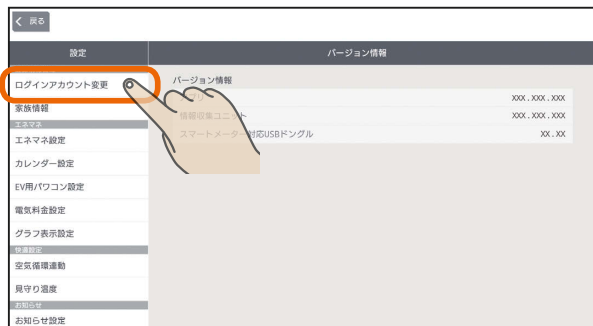 戻る
設定
バージョン情報
ログインアカウント変更
家族情報
エネマネ
エネマネ設定
カレンダー設定
EV用パワコン設定
電気料金設定
グラフ表示設定
快適設定
空気循環連動
見守り温度
お知らせ
お知らせ設定
バージョン情報
アプリ XXX.XXX.XXX
情報収集ユニット XXX.XXX.XXX
スマートメーター対応USBドングル XX.XX